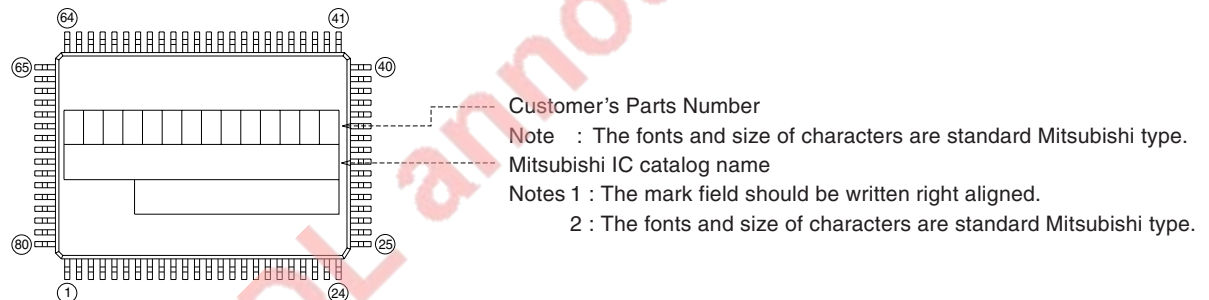 64 41
65 40
Customer's Parts Number
Note : The fonts and size of characters are standard Mitsubishi type.
Mitsubishi IC catalog name
Notes 1 : The mark field should be written right aligned.
2 : The fonts and size of characters are standard Mitsubishi type.
80 25
1 24